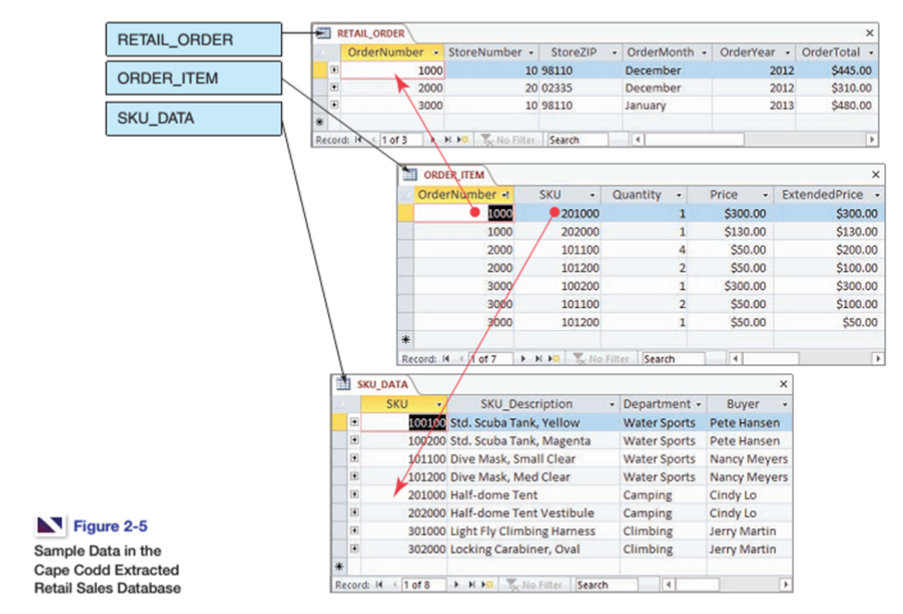 RETAIL_ORDER
ORDER_ITEM
SKU_DATA
RETAIL_ORDER
OrderNumber StoreNumber StoreZIP OrderMonth OrderYear OrderTotal
1000 10 98110 December 2012 $445.00
2000 20 02335 December 2012 $310.00
3000 10 98110 January 2013 $480.00
Record: 1 of 3 No Filter Search
ORDER_ITEM
OrderNumber SKU Quantity Price ExtendedPrice
1000 201000 1 $300.00 $300.00
1000 202000 1 $130.00 $130.00
2000 101100 4 $50.00 $200.00
2000 101200 2 $50.00 $100.00
3000 100200 1 $300.00 $300.00
3000 101100 2 $50.00 $100.00
3000 101200 1 $50.00 $50.00
Record: 1 of 7 No Filter Search
SKU_DATA
SKU SKU_Description Department Buyer
100100 Std. Scuba Tank, Yellow Water Sports Pete Hansen
100200 Std. Scuba Tank, Magenta Water Sports Pete Hansen
101100 Dive Mask, Small Clear Water Sports Nancy Meyers
101200 Dive Mask, Med Clear Water Sports Nancy Meyers
201000 Half-dome Tent Camping Cindy Lo
202000 Half-dome Tent Vestibule Camping Cindy Lo
301000 Light Fly Climbing Harness Climbing Jerry Martin
302000 Locking Carabiner, Oval Climbing Jerry Martin
Record: 1 of 8 No Filter Search
Figure 2-5
Sample Data in the
Cape Codd Extracted
Retail Sales Database